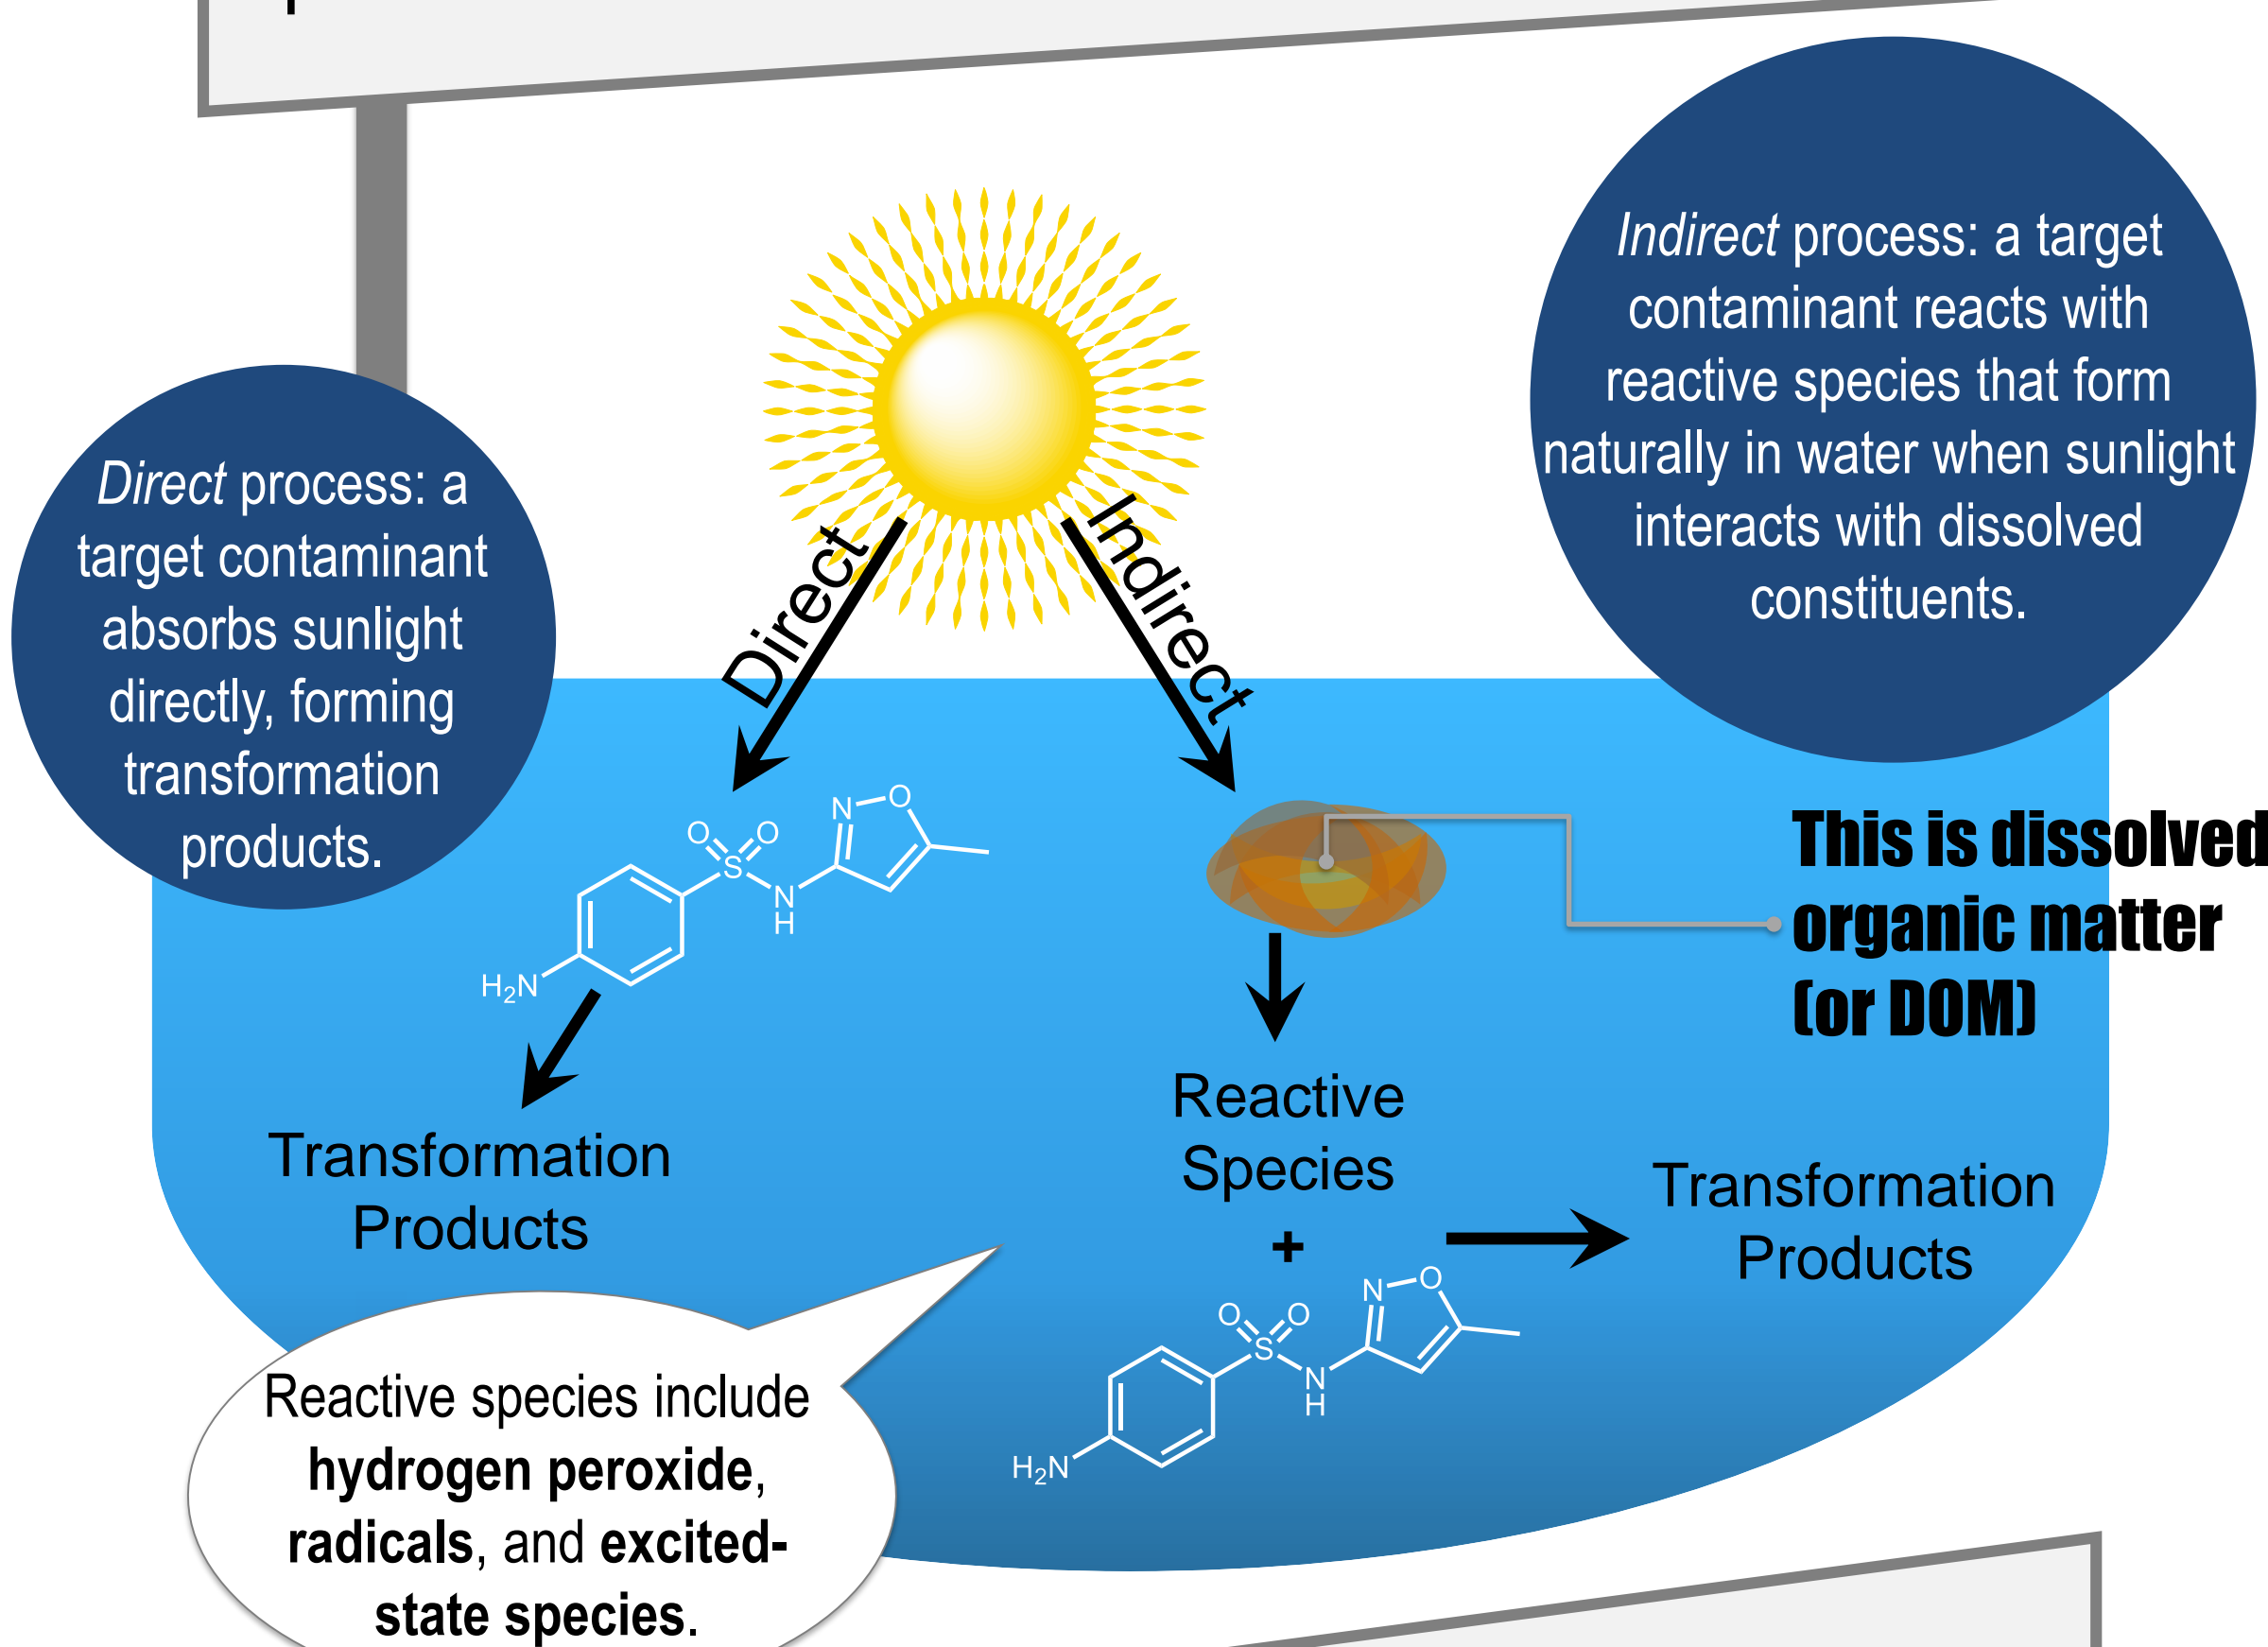 Direct process: a
target contaminant
absorbs sunlight
directly, forming
transformation
products.
Indirect process: a target
contaminant reacts with
reactive species that form
naturally in water when sunlight
interacts with dissolved
constituents.
Direct
Indirect
N
O
O
O
S
N
H
H₂N
This is dissolved
organic matter
(or DOM)
Transformation
Products
Reactive
Species
+
Transformation
Products
N
O
O
O
S
N
H
H₂N
Reactive species include
hydrogen peroxide,
radicals, and excited-
state species.